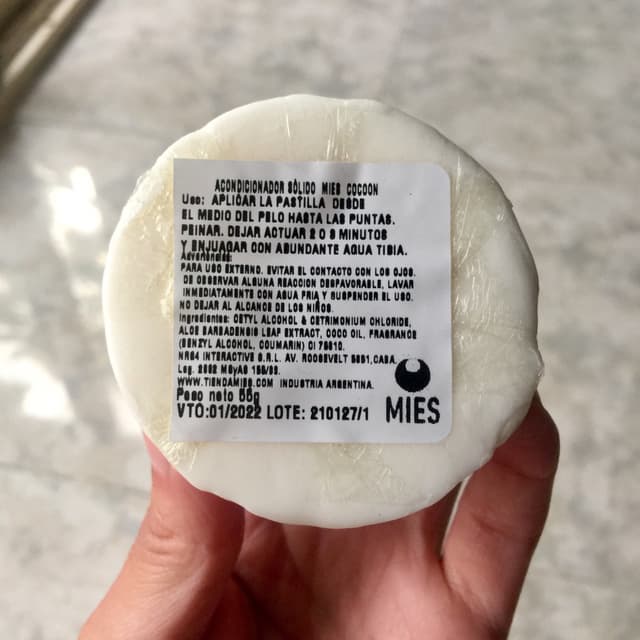 ACONDICIONADOR SÓLIDO MIES COCOON
Uso: APLICAR LA PASTILLA DESDE
EL MEDIO DEL PELO HASTA LAS PUNTAS.
PEINAR. DEJAR ACTUAR 2 O 3 MINUTOS
Y ENJUAGAR CON ABUNDANTE AGUA TIBIA.
Advertencias:
PARA USO EXTERNO. EVITAR EL CONTACTO CON LOS OJOS.
DE OBSERVAR ALGUNA REACCION DESFAVORABLE, LAVAR
INMEDIATAMENTE CON AGUA FRIA Y SUSPENDER EL USO.
NO DEJAR AL ALCANCE DE LOS NIÑOS.
Ingredientes: CETYL ALCOHOL & CETRIMONIUM CHLORIDE,
ALOE BARBADENSIS LEAF EXTRACT, COCO OIL, FRAGRANCE
(BENZYL ALCOHOL, COUMARIN) CI
INTERACTIVE S.R.L. AV. ROOSEVELT CABA.
Leg.
WWW.TIENDAMIES.COM INDUSTRIA ARGENTINA.
Peso neto
VTO:01/2022 LOTE: 210127/1
MIES